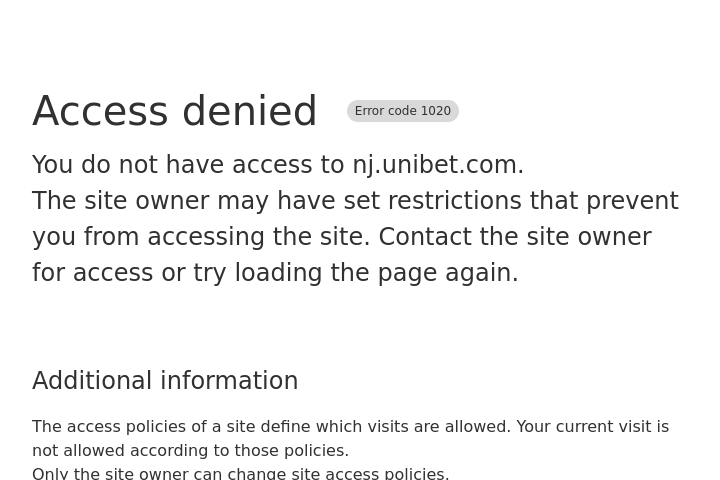 Access denied Error code 1020
You do not have access to nj.unibet.com.
The site owner may have set restrictions that prevent
you from accessing the site. Contact the site owner
for access or try loading the page again.
Additional information
The access policies of a site define which visits are allowed. Your current visit is
not allowed according to those policies.
Only the site owner can change site access policies.